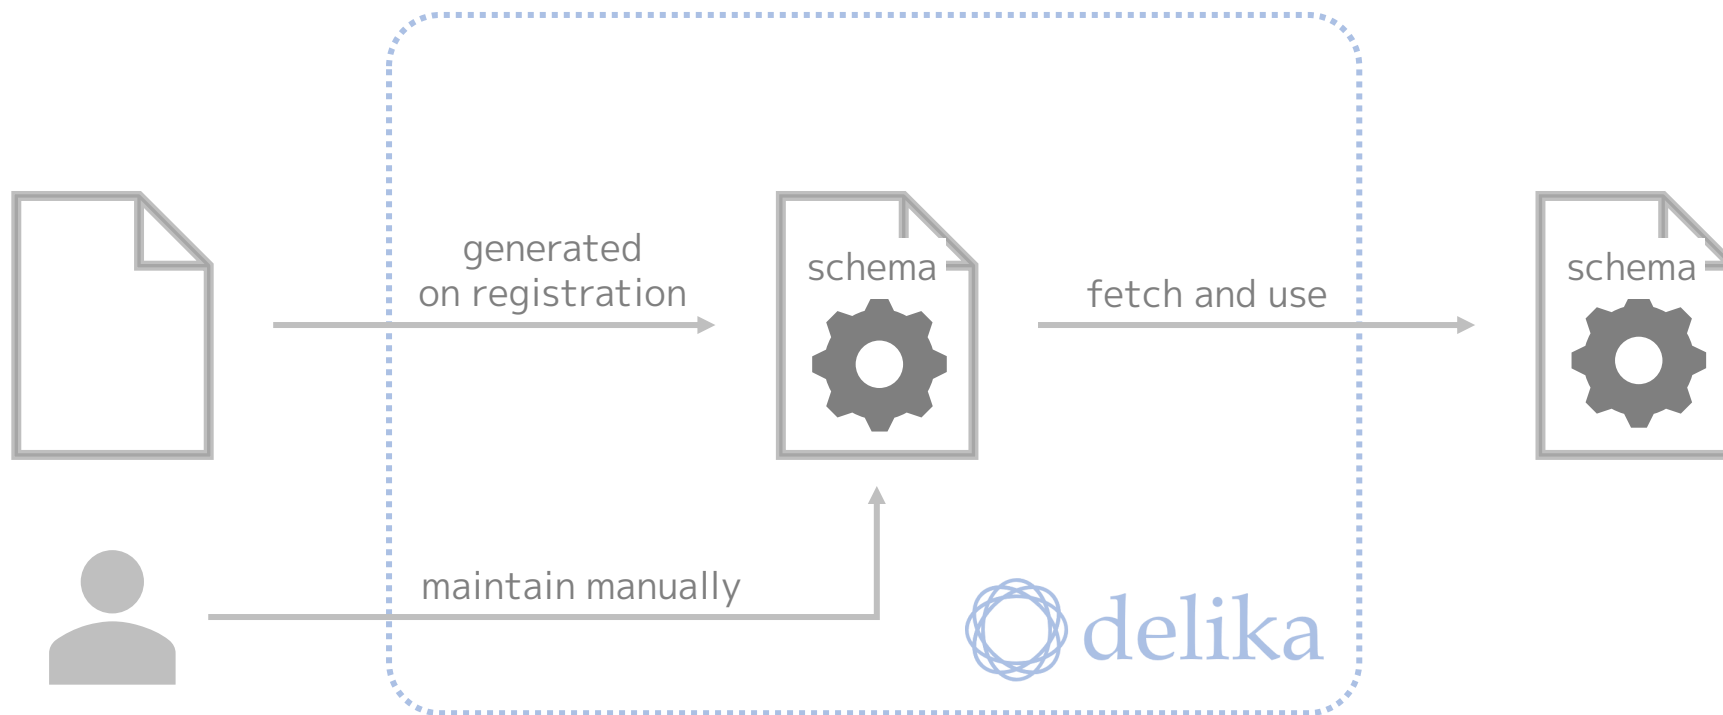 generated
on registration
schema
fetch and use
schema
maintain manually
delika